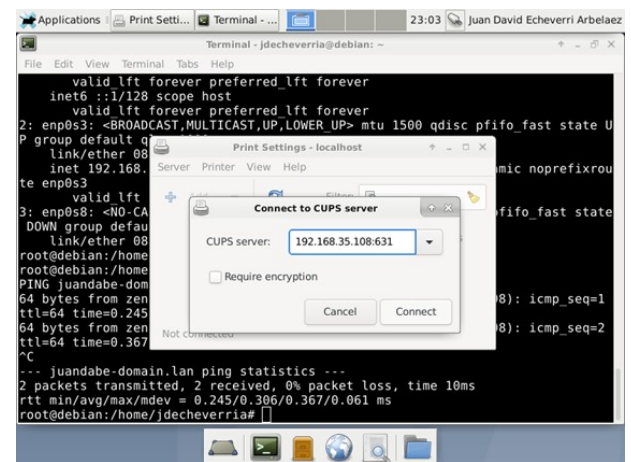 Applications Print Setti... Terminal - ... 23:03 Juan David Echeverri Arbelaez
Terminal - jdecheverria@debian: ~
File Edit View Terminal Tabs Help
valid_lft forever preferred_lft forever
inet6 ::1/128 scope host
valid_lft forever preferred_lft forever
2: enp0s3: <BROADCAST,MULTICAST,UP,LOWER_UP> mtu 1500 qdisc pfifo_fast state U
P group default q
link/ether 08
inet 192.168. mic noprefixrou
te enp0s3
valid_lft
3: enp0s8: <NO-CA pfifo_fast state
DOWN group defau
link/ether 08
root@debian:/home
root@debian:/home
PING juandabe-dom
64 bytes from zen 08): icmp_seq=1
ttl=64 time=0.245
64 bytes from zen 08): icmp_seq=2
ttl=64 time=0.367
^C
--- juandabe-domain.lan ping statistics ---
2 packets transmitted, 2 received, 0% packet loss, time 10ms
rtt min/avg/max/mdev = 0.245/0.306/0.367/0.061 ms
root@debian:/home/jdecheverria#
Print Settings - localhost
Server Printer View Help
Filter:
Connect to CUPS server
CUPS server: 192.168.35.108:631
Require encryption
Cancel Connect
Not connected